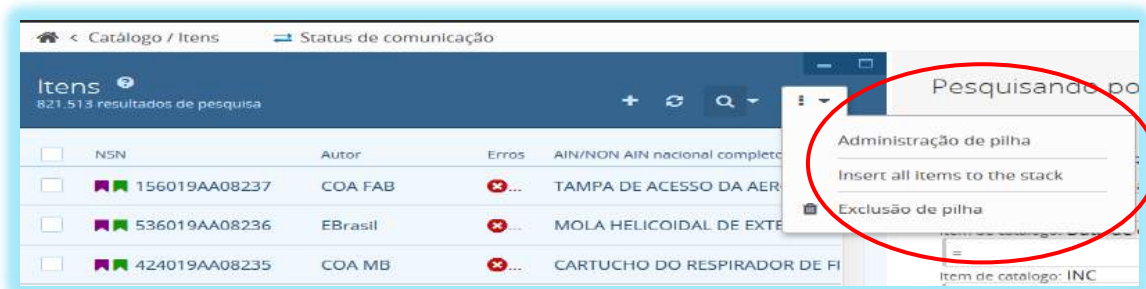 < Catálogo / Itens Status de comunicação
Itens
821.513 resultados de pesquisa
Pesquisando po
Administração de pilha
Insert all items to the stack
Exclusão de pilha
NSN Autor Erros AIN/NON AIN nacional completo
156019AA08237 COA FAB ... TAMPA DE ACESSO DA AER
536019AA08236 EBrasil ... MOLA HELICOIDAL DE EXTE
424019AA08235 COA MB ... CARTUCHO DO RESPIRADOR DE FI
=
Item de catalogo: INC